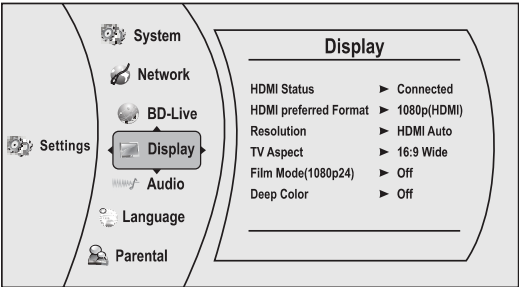 Settings
System
Network
BD-Live
Display
Audio
Language
Parental
Display
HDMI Status ► Connected
HDMI preferred Format ► 1080p(HDMI)
Resolution ► HDMI Auto
TV Aspect ► 16:9 Wide
Film Mode(1080p24) ► Off
Deep Color ► Off